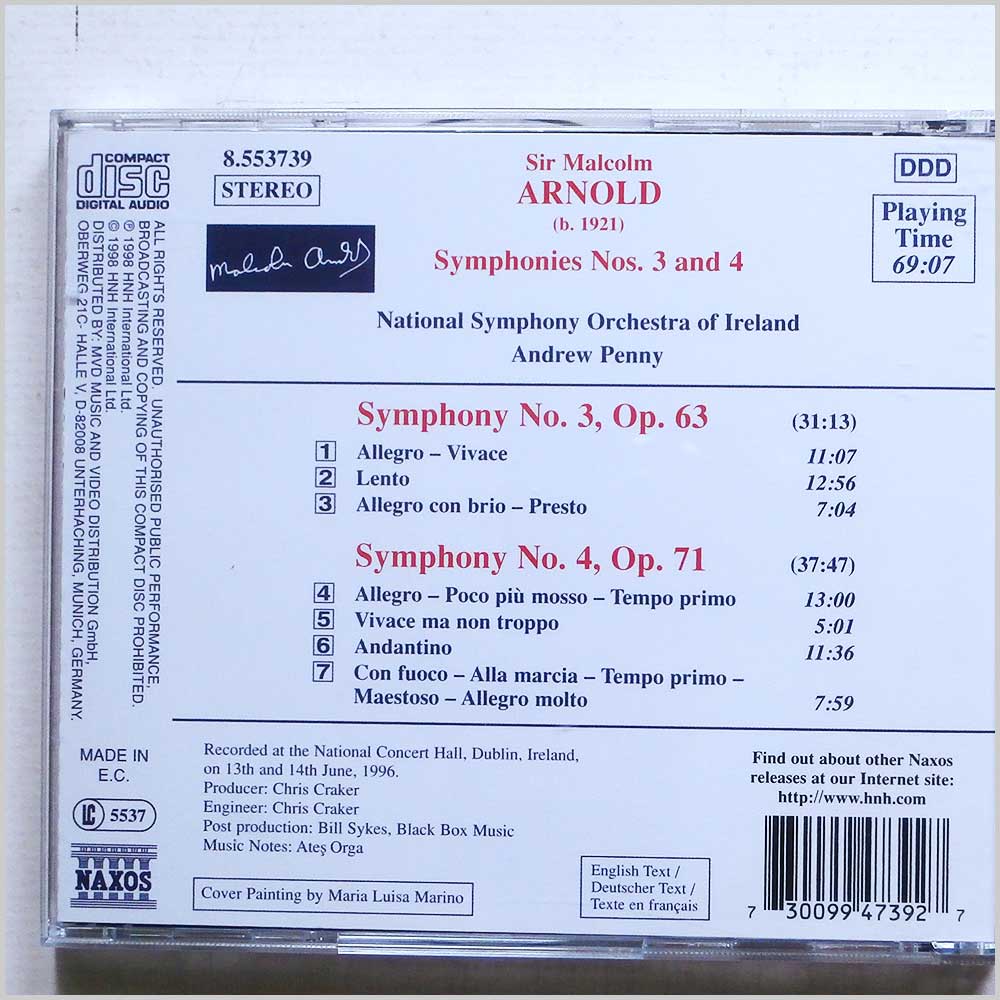 COMPACT
disc
DIGITAL AUDIO
8.553739
STEREO
Malcolm Arnold
Sir Malcolm
ARNOLD
(b. 1921)
Symphonies Nos. 3 and 4
DDD
Playing
Time
69:07
National Symphony Orchestra of Ireland
Andrew Penny
ALL RIGHTS RESERVED. UNAUTHORISED PUBLIC PERFORMANCE,
BROADCASTING AND COPYING OF THIS COMPACT DISC PROHIBITED.
℗ 1998 HNH International Ltd.
© 1998 HNH International Ltd.
DISTRIBUTED BY: MVD MUSIC AND VIDEO DISTRIBUTION GmbH,
OBERWEG 21C- HALLE V, D-82008 UNTERHACHING, MUNICH, GERMANY.
Symphony No. 3, Op. 63 (31:13)
1 Allegro – Vivace 11:07
2 Lento 12:56
3 Allegro con brio – Presto 7:04
Symphony No. 4, Op. 71 (37:47)
4 Allegro – Poco più mosso – Tempo primo 13:00
5 Vivace ma non troppo 5:01
6 Andantino 11:36
7 Con fuoco – Alla marcia – Tempo primo –
Maestoso – Allegro molto 7:59
MADE IN
E.C.
LC 5537
NAXOS
Recorded at the National Concert Hall, Dublin, Ireland,
on 13th and 14th June, 1996.
Producer: Chris Craker
Engineer: Chris Craker
Post production: Bill Sykes, Black Box Music
Music Notes: Ateş Orga
Cover Painting by Maria Luisa Marino
English Text /
Deutscher Text /
Texte en français
Find out about other Naxos
releases at our Internet site:
http://www.hnh.com
7 30099 47392 7